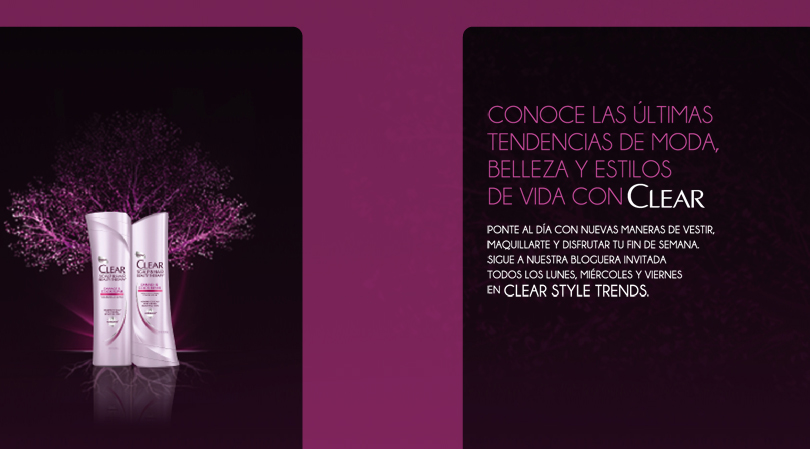 CLEAR
CLEAR
CONOCE LAS ÚLTIMAS
TENDENCIAS DE MODA,
BELLEZA Y ESTILOS
DE VIDA CON CLEAR
PONTE AL DÍA CON NUEVAS MANERAS DE VESTIR,
MAQUILLARTE Y DISFRUTAR TU FIN DE SEMANA.
SIGUE A NUESTRA BLOGUERA INVITADA
TODOS LOS LUNES, MIÉRCOLES Y VIERNES
EN CLEAR STYLE TRENDS.